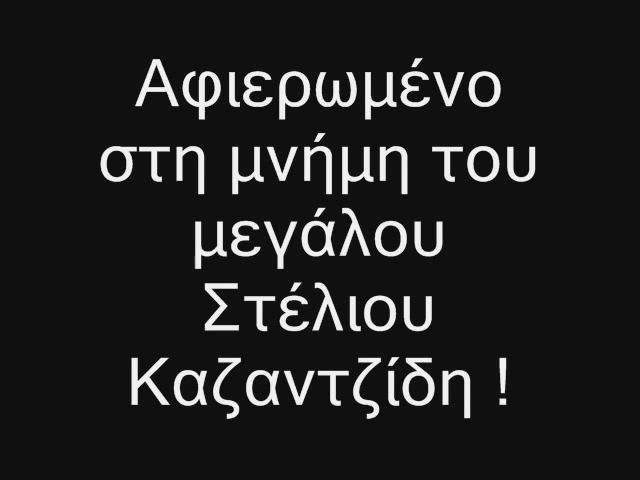 Αφιερωμένο
στη μνήμη του
μεγάλου
Στέλιου
Καζαντζίδη !